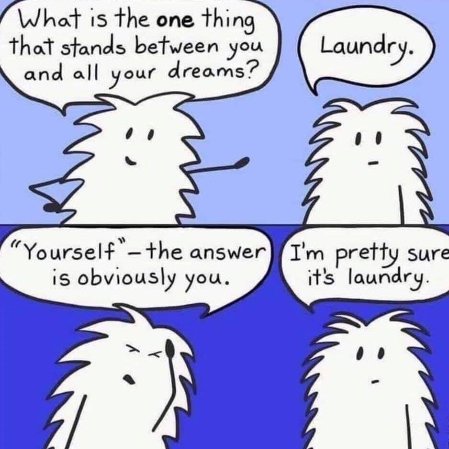 What is the one thing
that stands between you
and all your dreams?
Laundry.
"Yourself" – the answer
is obviously you.
I'm pretty sure
it's laundry.